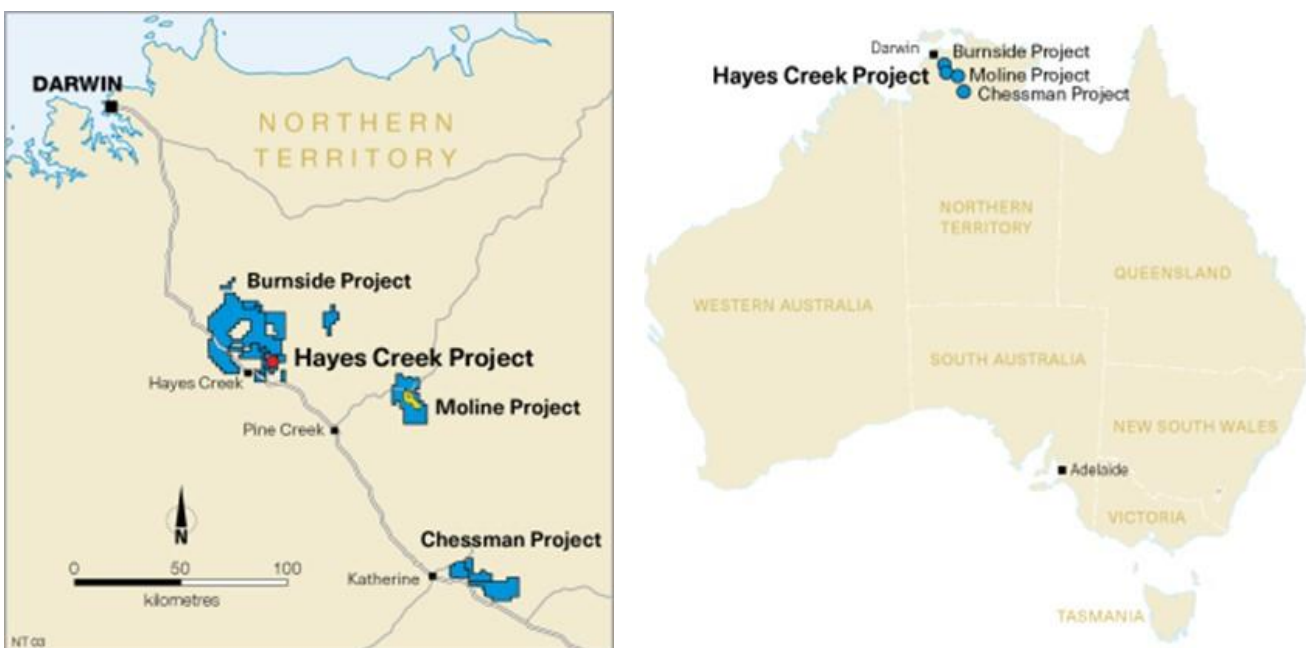 DARWIN
NORTHERN
TERRITORY
Burnside Project
Hayes Creek Project
Hayes Creek
Moline Project
Pine Creek
N
Chessman Project
0 50 100
kilometres
Katherine
NT 03
Darwin
Burnside Project
Hayes Creek Project
Moline Project
Chessman Project
NORTHERN
TERRITORY
QUEENSLAND
WESTERN AUSTRALIA
SOUTH AUSTRALIA
NEW SOUTH WALES
Adelaide
VICTORIA
TASMANIA